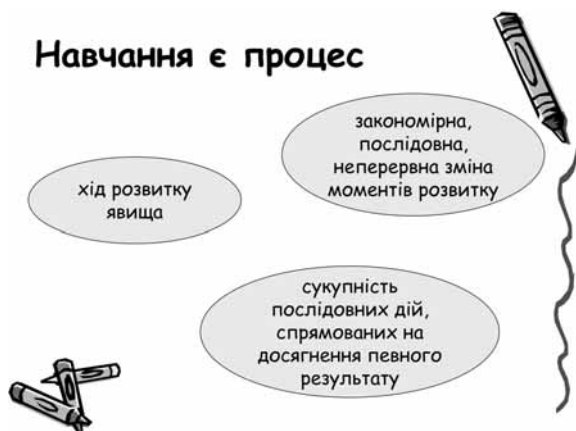 Навчання є процес
закономірна,
послідовна,
неперервна зміна
моментів розвитку
хід розвитку
явища
сукупність
послідовних дій,
спрямованих на
досягнення певного
результату